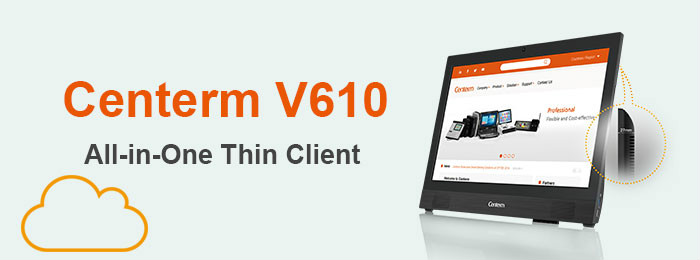 Centerm V610
All-in-One Thin Client
Centerm
Company
Product
Solution
Support
Contact Us
Professional
Flexible and Cost-effective
Welcome to Centerm
Partners
Centerm